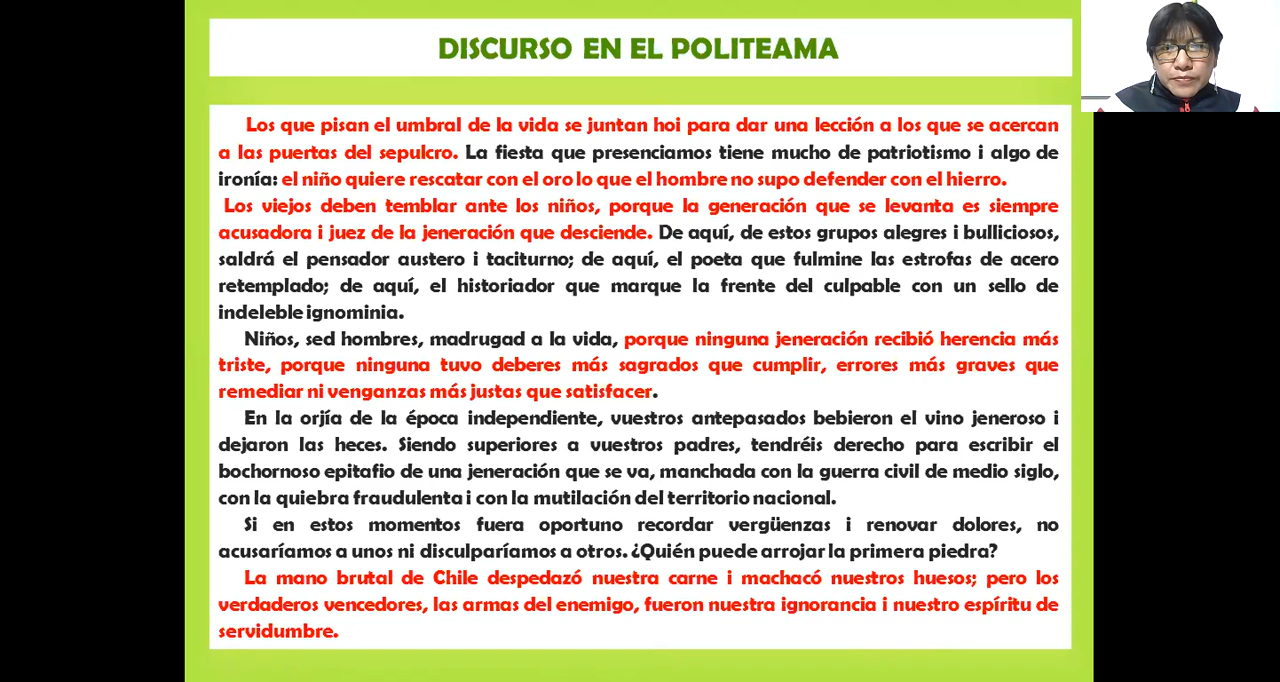 DISCURSO EN EL POLITEAMA
Los que pisan el umbral de la vida se juntan hoi para dar una lección a los que se acercan
a las puertas del sepulcro. La fiesta que presenciamos tiene mucho de patriotismo i algo de
ironía: el niño quiere rescatar con el oro lo que el hombre no supo defender con el hierro.
Los viejos deben temblar ante los niños, porque la generación que se levanta es siempre
acusadora i juez de la jeneración que desciende. De aquí, de estos grupos alegres i bulliciosos,
saldrá el pensador austero i taciturno; de aquí, el poeta que fulmine las estrofas de acero
retemplado; de aquí, el historiador que marque la frente del culpable con un sello de
indeleble ignominia.
Niños, sed hombres, madrugad a la vida, porque ninguna jeneración recibió herencia más
triste, porque ninguna tuvo deberes más sagrados que cumplir, errores más graves que
remediar ni venganzas más justas que satisfacer.
En la orjía de la época independiente, vuestros antepasados bebieron el vino jeneroso i
dejaron las heces. Siendo superiores a vuestros padres, tendréis derecho para escribir el
bochornoso epitafio de una jeneración que se va, manchada con la guerra civil de medio siglo,
con la quiebra fraudulenta i con la mutilación del territorio nacional.
Si en estos momentos fuera oportuno recordar vergüenzas i renovar dolores, no
acusaríamos a unos ni disculparíamos a otros. ¿Quién puede arrojar la primera piedra?
La mano brutal de Chile despedazó nuestra carne i machacó nuestros huesos; pero los
verdaderos vencedores, las armas del enemigo, fueron nuestra ignorancia i nuestro espíritu de
servidumbre.